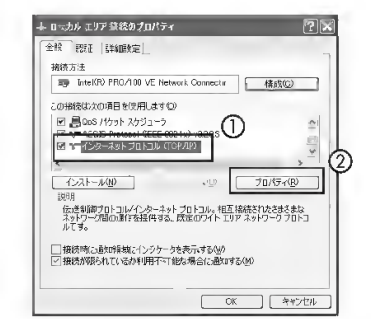 ローカル エリア接続のプロパティ
全般 認証 詳細設定
接続方法
Intel(R) PRO/100 VE Network Connectio
構成(C)
この接続は次の項目を使用します(O)
QoS パケット スケジューラ
①
AEGIS Protocol (IEEE 802.1x)
インターネット プロトコル (TCP/IP)
②
インストール(N)
プロパティ(R)
説明
伝送制御プロトコル/インターネット プロトコル。相互接続されたさまざまな
ネットワーク間の通信を提供する、既定のワイド エリア ネットワーク プロトコ
ルです。
接続時に通知領域にインジケータを表示する(W)
接続が限られているか利用不可能な場合に通知する(M)
OK キャンセル